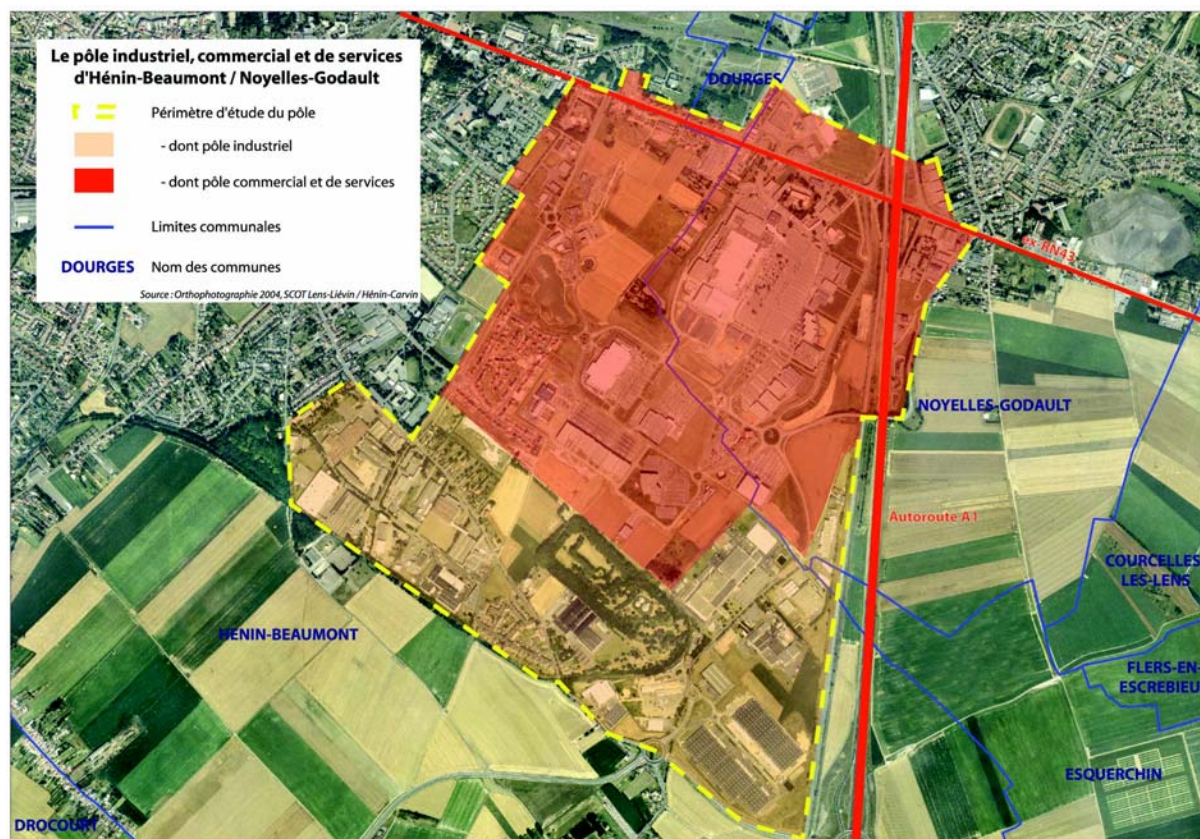 Le pôle industriel, commercial et de services
d'Hénin-Beaumont / Noyelles-Godault
Périmètre d'étude du pôle
- dont pôle industriel
- dont pôle commercial et de services
Limites communales
DOURGES Nom des communes
Source : Orthophotographie 2004, SCOT Lens-Liévin / Hénin-Carvin
DOURGES
ex-RN43
NOYELLES-GODAULT
Autoroute A1
COURCELLES
LES-LENS
HENIN-BEAUMONT
FLERS-EN-
ESCREBIEU
ESQUERCHIN
DROCOURT